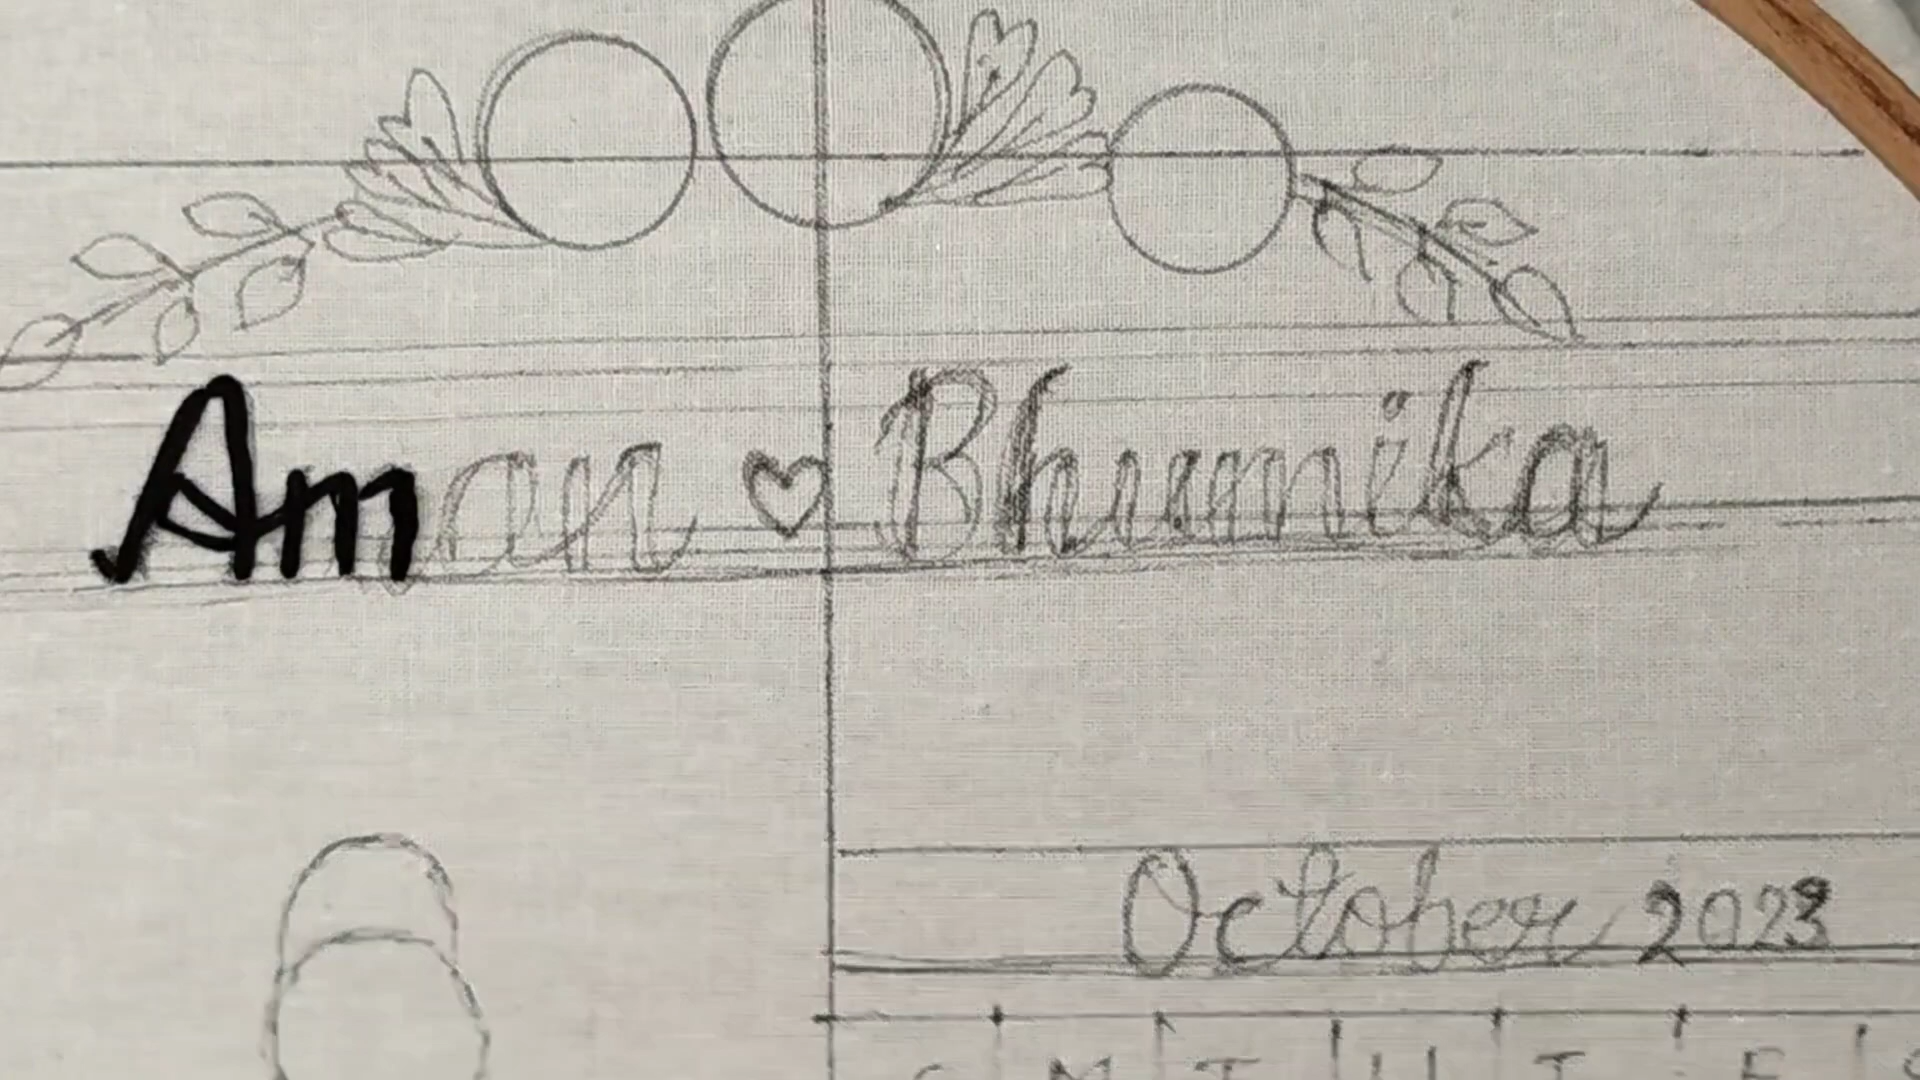 Aman ♡ Bhumika
October 2023
S M T W T F S